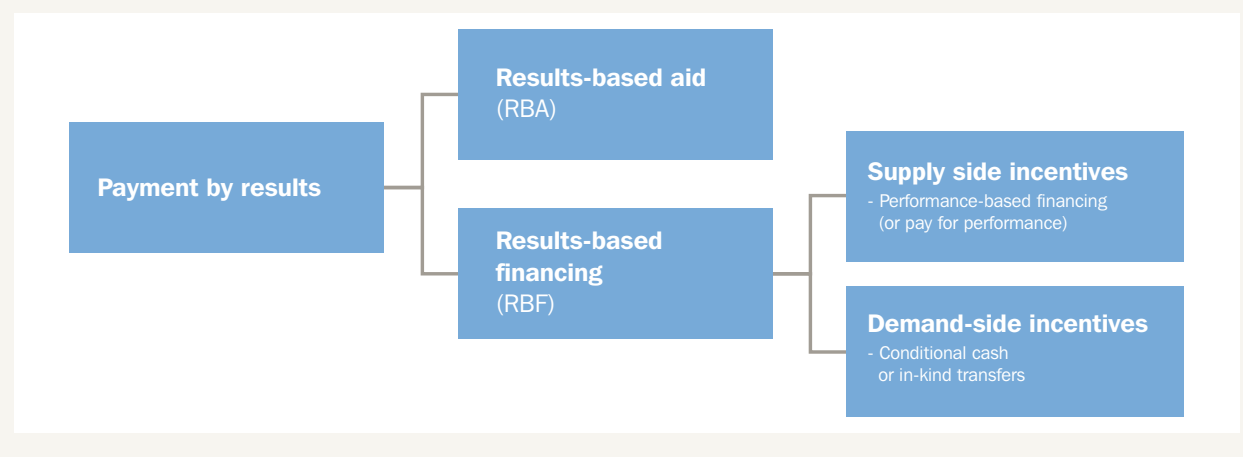 Payment by results
Results-based aid
(RBA)
Results-based
financing
(RBF)
Supply side incentives
- Performance-based financing
(or pay for performance)
Demand-side incentives
- Conditional cash
or in-kind transfers